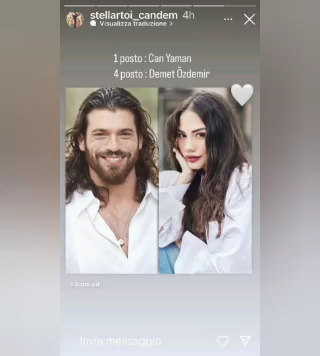 stellartoi_candem 4h
Visualizza traduzione >
1 posto : Can Yaman
4 posto : Demet Özdemir
Invia messaggio